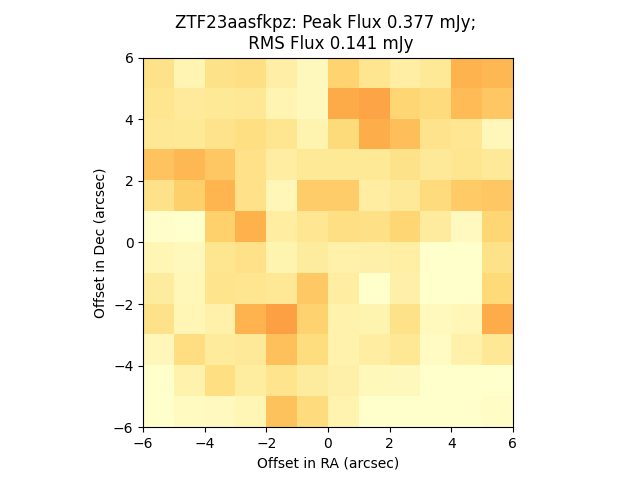 ZTF23aasfkpz: Peak Flux 0.377 mJy;
RMS Flux 0.141 mJy
6
4
2
0
−2
−4
−6
Offset in Dec (arcsec)
−6 −4 −2 0 2 4 6
Offset in RA (arcsec)